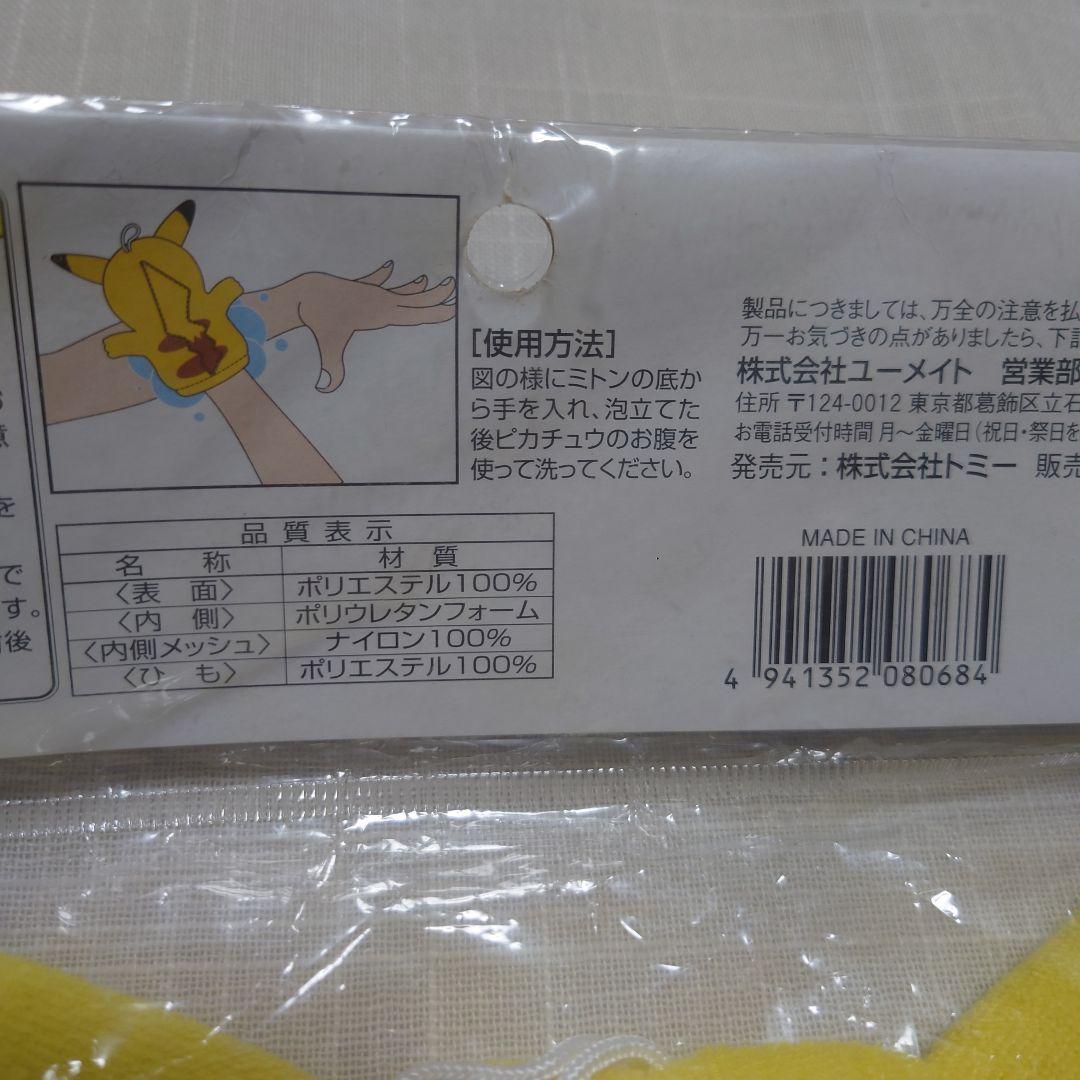 [使用方法]
図の様にミトンの底か
ら手を入れ、泡立てた
後ピカチュウのお腹を
使って洗ってください。
製品につきましては、万全の注意を払
万一お気づきの点がありましたら、下記
株式会社ユーメイト 営業部
住所 〒124-0012 東京都葛飾区立石
お電話受付時間 月〜金曜日(祝日・祭日を
発売元：株式会社トミー 販売
品質表示
名称 材質
〈表面〉 ポリエステル100%
〈内側〉 ポリウレタンフォーム
〈内側メッシュ〉 ナイロン100%
〈ひも〉 ポリエステル100%
MADE IN CHINA
4 941352 080684
を
で
す。
後